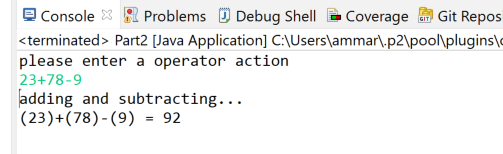 Console Problems Debug Shell Coverage Git Repos
<terminated> Part2 [Java Application] C:\Users\ammar\.p2\pool\plugins\
please enter a operator action
23+78-9
adding and subtracting...
(23)+(78)-(9) = 92